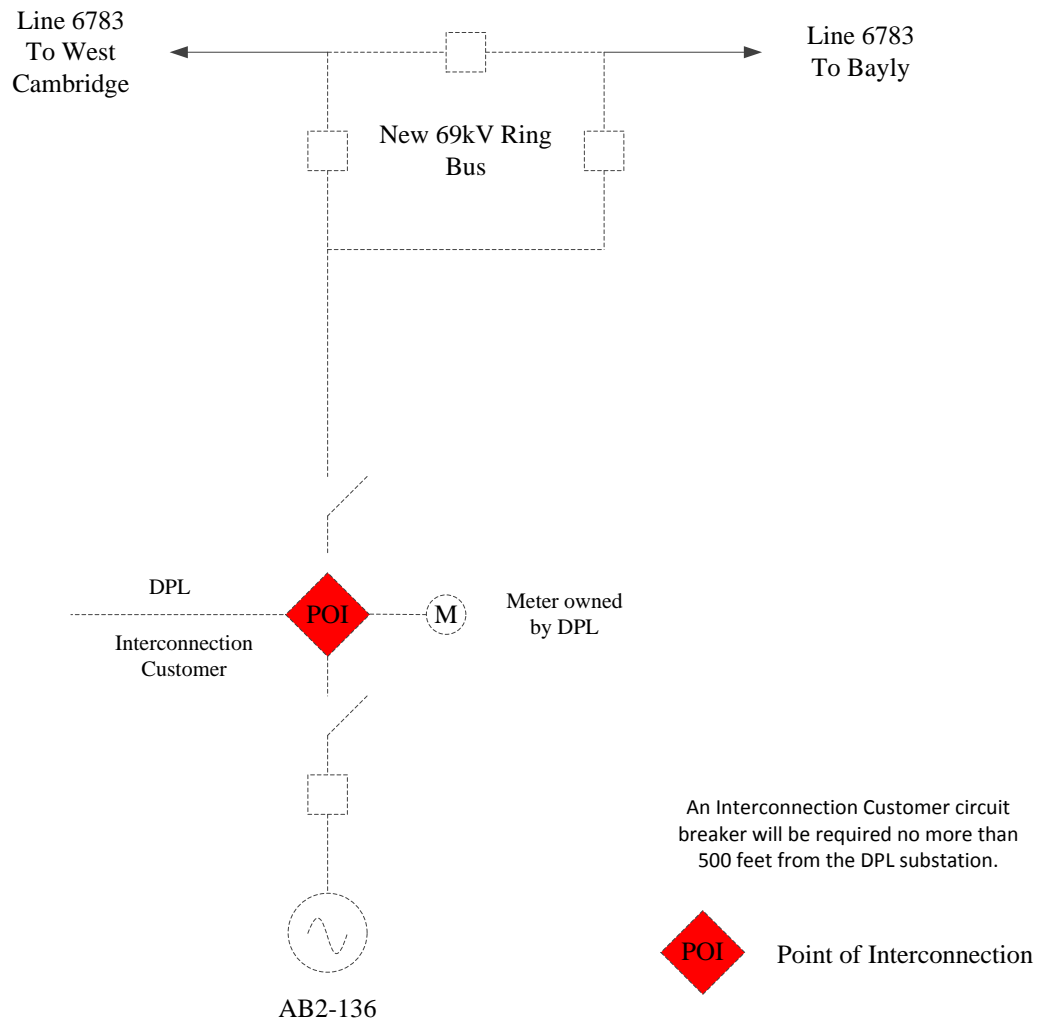 Line 6783
To West
Cambridge
Line 6783
To Bayly
New 69kV Ring
Bus
DPL
POI
M
Meter owned
by DPL
Interconnection
Customer
An Interconnection Customer circuit
breaker will be required no more than
500 feet from the DPL substation.
POI
Point of Interconnection
AB2-136